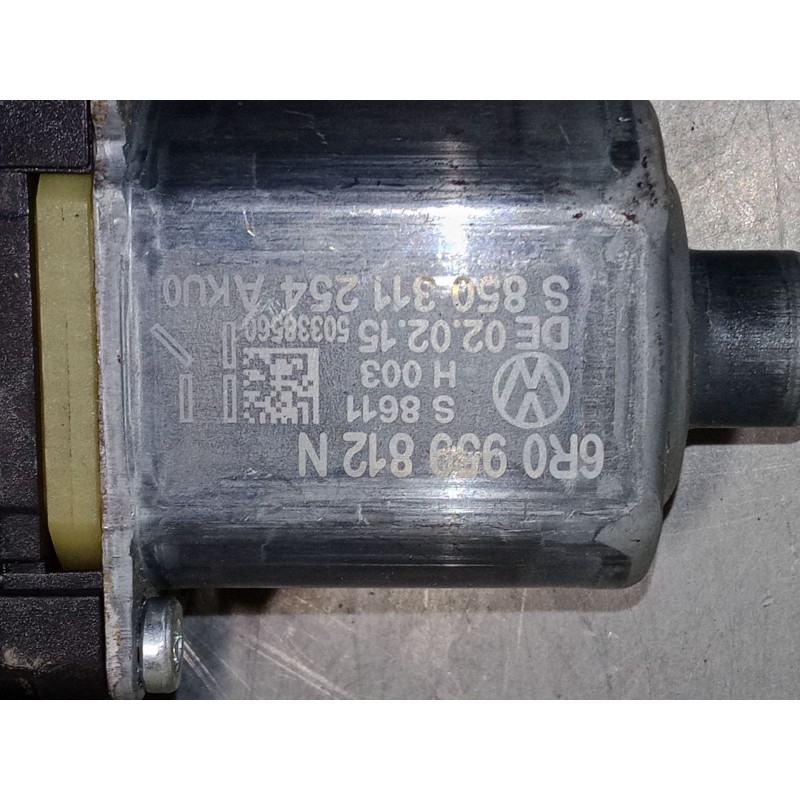 6R0 959 812 N
S 8611
H 003
DE 02.02.15 50338560
S 850 311 254 AKU0